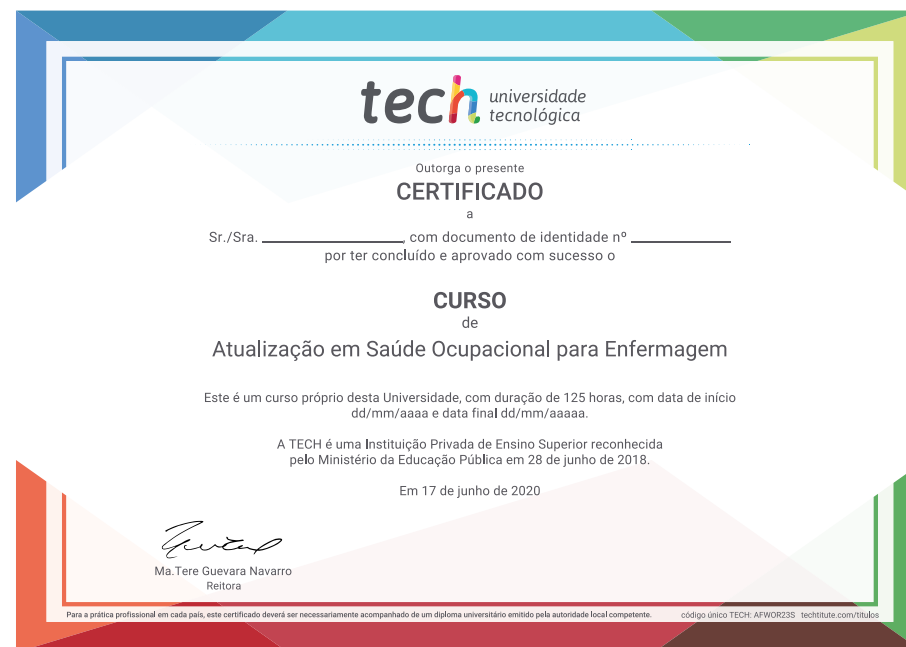 tech universidade
tecnológica
Outorga o presente
CERTIFICADO
a
Sr./Sra. ________________, com documento de identidade nº ____________
por ter concluído e aprovado com sucesso o
CURSO
de
Atualização em Saúde Ocupacional para Enfermagem
Este é um curso próprio desta Universidade, com duração de 125 horas, com data de início
dd/mm/aaaa e data final dd/mm/aaaaa.
A TECH é uma Instituição Privada de Ensino Superior reconhecida
pelo Ministério da Educação Pública em 28 de junho de 2018.
Em 17 de junho de 2020
Ma.Tere Guevara Navarro
Reitora
Para a prática profissional em cada país, este certificado deverá ser necessariamente acompanhado de um diploma universitário emitido pela autoridade local competente. código único TECH: AFWOR23S techtitute.com/titulos